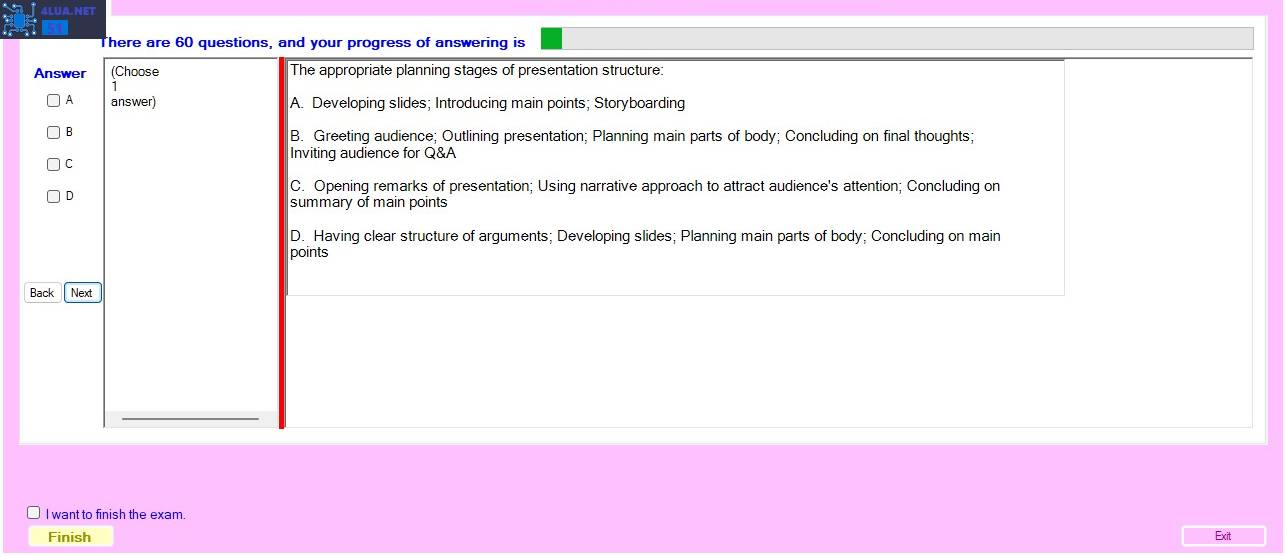 4LUA.NET
51
There are 60 questions, and your progress of answering is
Answer
A
B
C
D
Back
Next
(Choose
1
answer)
The appropriate planning stages of presentation structure:
A. Developing slides; Introducing main points; Storyboarding
B. Greeting audience; Outlining presentation; Planning main parts of body; Concluding on final thoughts;
Inviting audience for Q&A
C. Opening remarks of presentation; Using narrative approach to attract audience's attention; Concluding on
summary of main points
D. Having clear structure of arguments; Developing slides; Planning main parts of body; Concluding on main
points
I want to finish the exam.
Finish
Exit